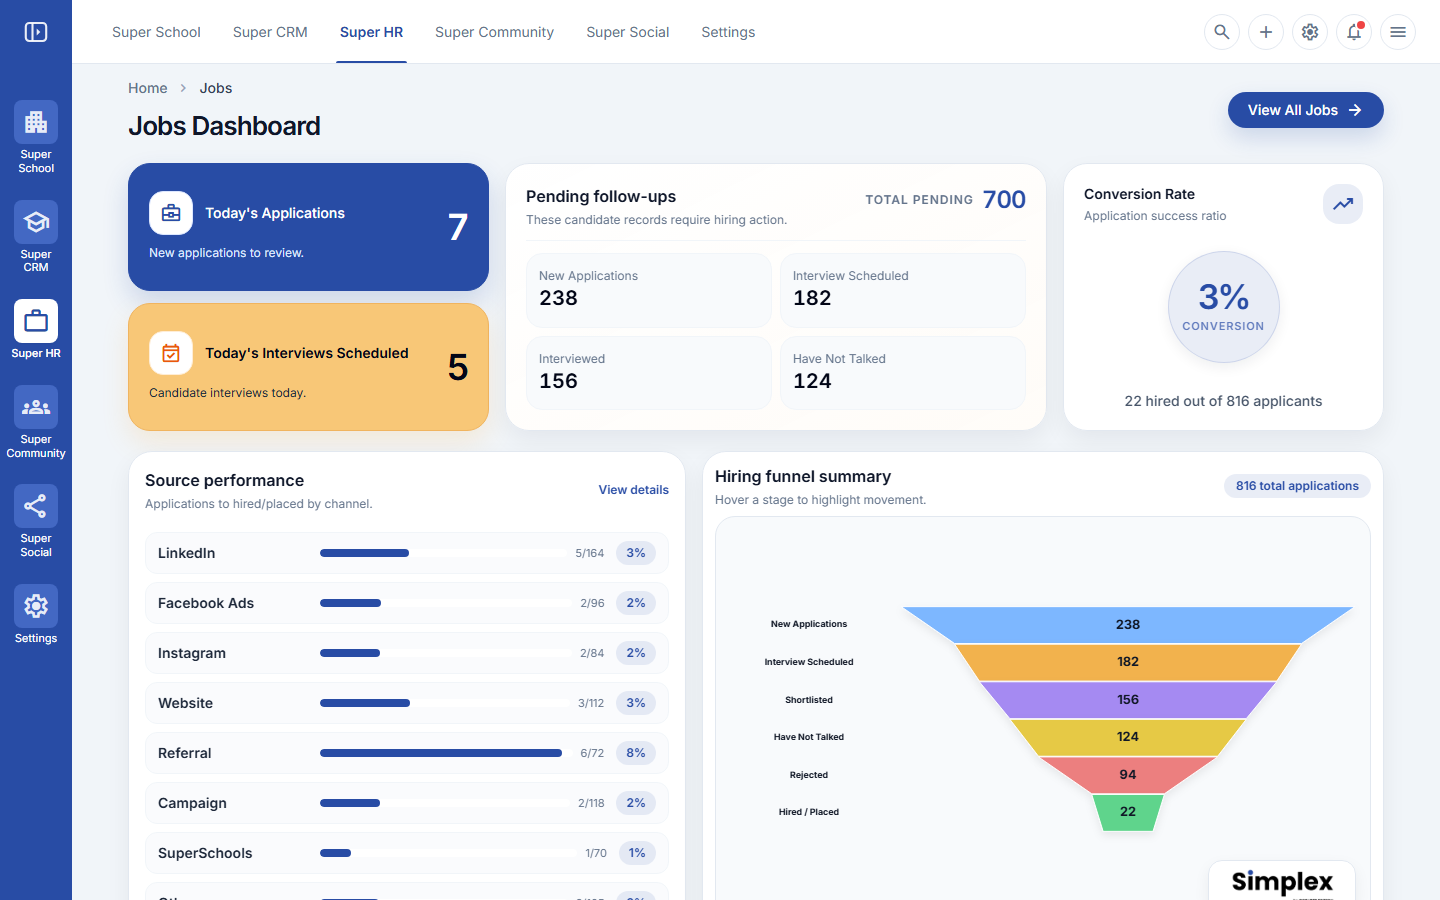 Super School
Super CRM
Super HR
Super Community
Super Social
Settings
Super
School
Super
CRM
Super HR
Super
Community
Super
Social
Settings
Home
Jobs
Jobs Dashboard
View All Jobs
Today's Applications
7
New applications to review.
Today's Interviews Scheduled
5
Candidate interviews today.
Pending follow-ups
These candidate records require hiring action.
TOTAL PENDING 700
New Applications
238
Interview Scheduled
182
Interviewed
156
Have Not Talked
124
Conversion Rate
Application success ratio
3%
CONVERSION
22 hired out of 816 applicants
Source performance
Applications to hired/placed by channel.
View details
LinkedIn 5/164 3%
Facebook Ads 2/96 2%
Instagram 2/84 2%
Website 3/112 3%
Referral 6/72 8%
Campaign 2/118 2%
SuperSchools 1/70 1%
Hiring funnel summary
Hover a stage to highlight movement.
816 total applications
New Applications 238
Interview Scheduled 182
Shortlisted 156
Have Not Talked 124
Rejected 94
Hired / Placed 22
Simplex